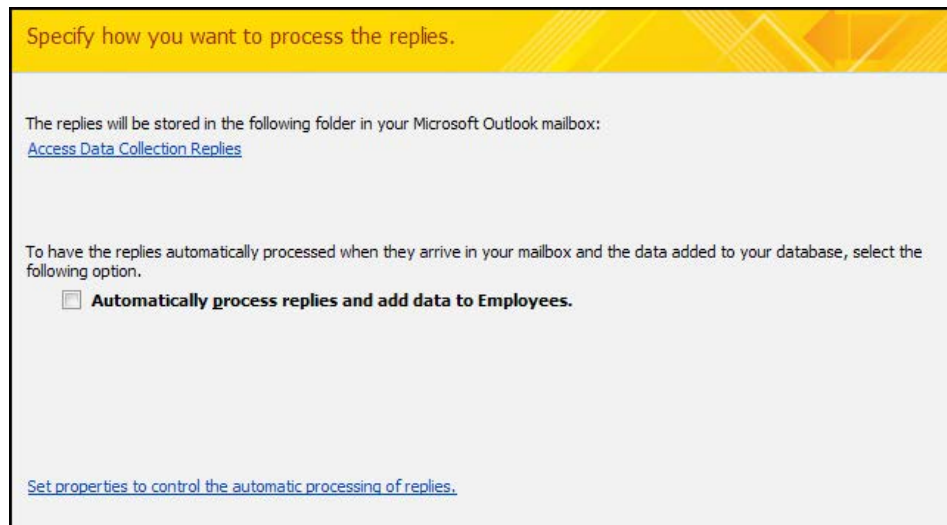 Specify how you want to process the replies.
The replies will be stored in the following folder in your Microsoft Outlook mailbox:
Access Data Collection Replies
To have the replies automatically processed when they arrive in your mailbox and the data added to your database, select the
following option.
Automatically process replies and add data to Employees.
Set properties to control the automatic processing of replies.